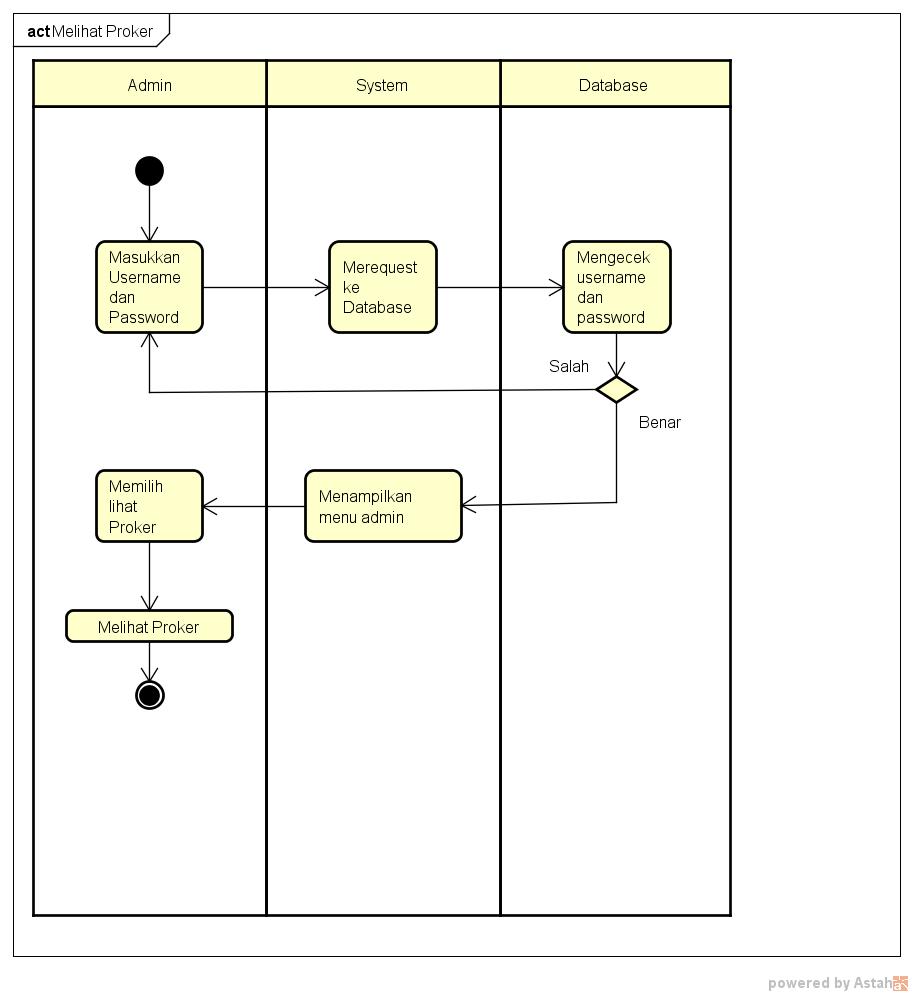 act Melihat Proker
Admin
System
Database
Masukkan
Username
dan
Password
Merequest
ke
Database
Mengecek
username
dan
password
Salah
Benar
Memilih
lihat
Proker
Menampilkan
menu admin
Melihat Proker
powered by Astah